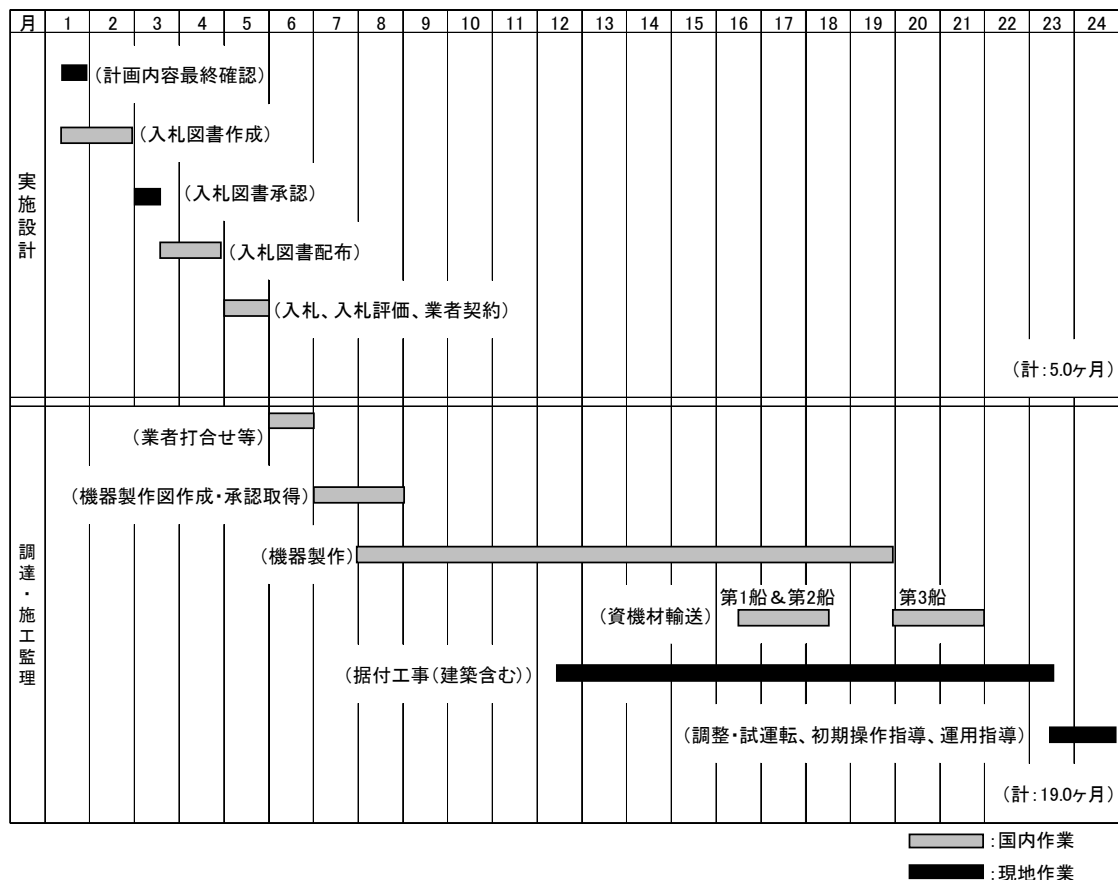 月 1 2 3 4 5 6 7 8 9 10 11 12 13 14 15 16 17 18 19 20 21 22 23 24
実施設計
(計画内容最終確認)
(入札図書作成)
(入札図書承認)
(入札図書配布)
(入札、入札評価、業者契約)
(計:5.0ヶ月)
調達・施工監理
(業者打合せ等)
(機器製作図作成・承認取得)
(機器製作)
第1船&第2船 第3船
(資機材輸送)
(据付工事(建築含む))
(調整・試運転、初期操作指導、運用指導)
(計:19.0ヶ月)
:国内作業
:現地作業